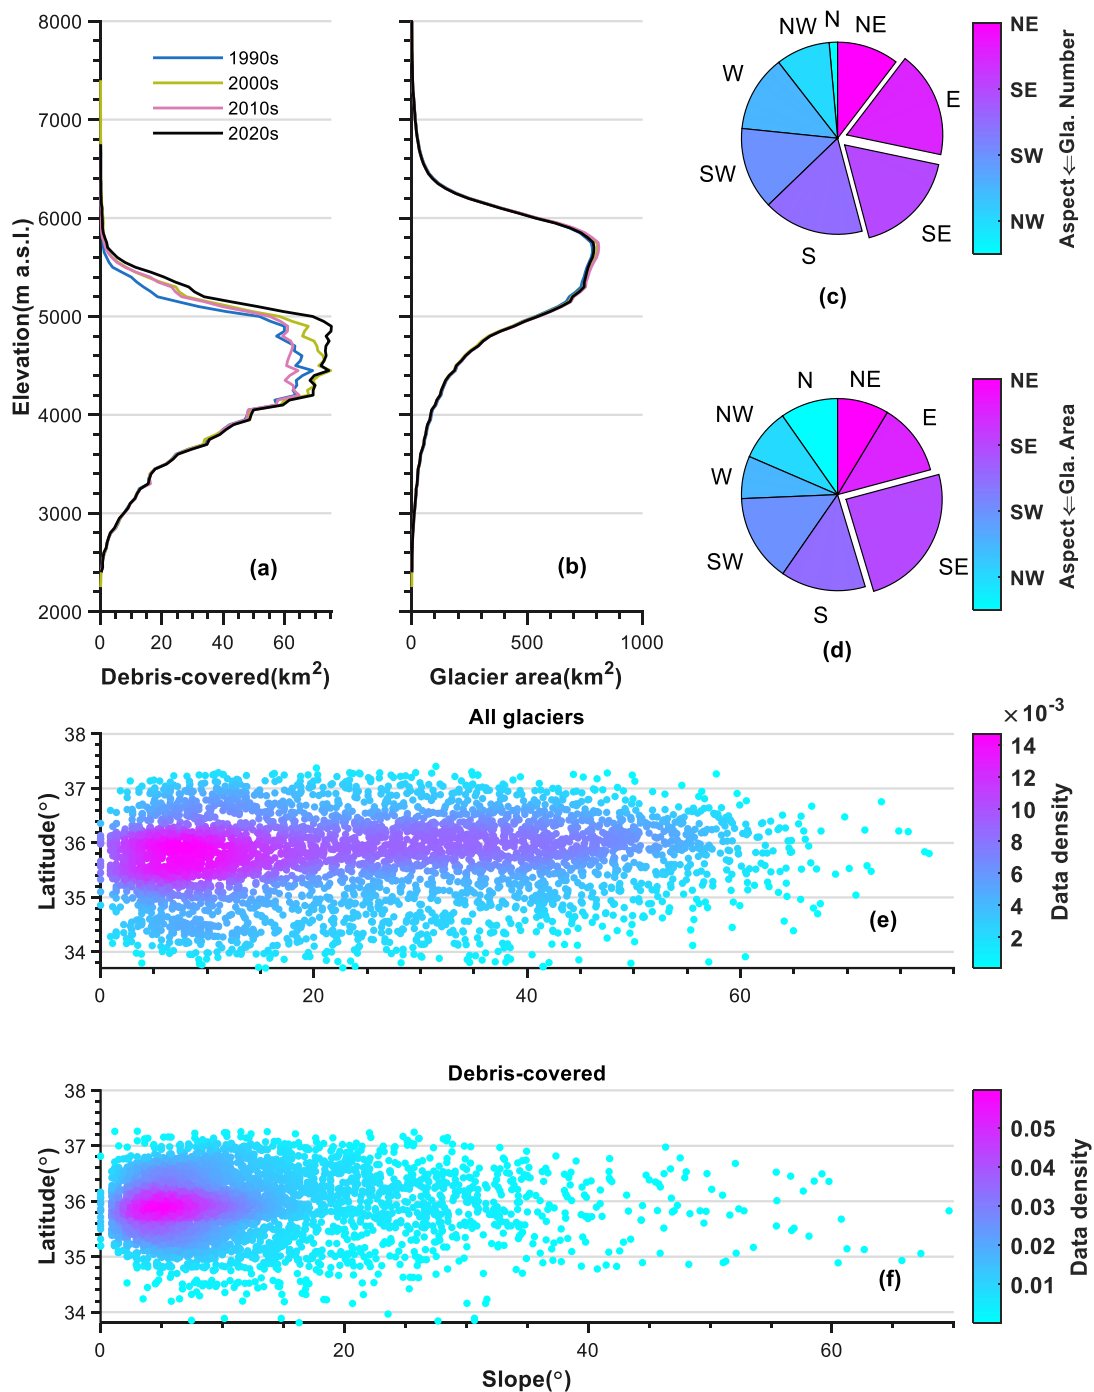 8000
7000
6000
5000
4000
3000
2000
Elevation(m a.s.l.)
1990s
2000s
2010s
2020s
(a)
0
20
40
60
Debris-covered(km2)
(b)
0
500
1000
Glacier area(km2)
N
NE
E
SE
S
SW
W
NW
(c)
NE
SE
SW
NW
Aspect⇐Gla. Number
N
NE
E
SE
S
SW
W
NW
(d)
NE
SE
SW
NW
Aspect⇐Gla. Area
All glaciers
38
37
36
35
34
Latitude(°)
0
20
40
60
(e)
×10-3
14
12
10
8
6
4
2
Data density
Debris-covered
38
37
36
35
34
Latitude(°)
0
20
40
60
Slope(°)
(f)
0.05
0.04
0.03
0.02
0.01
Data density